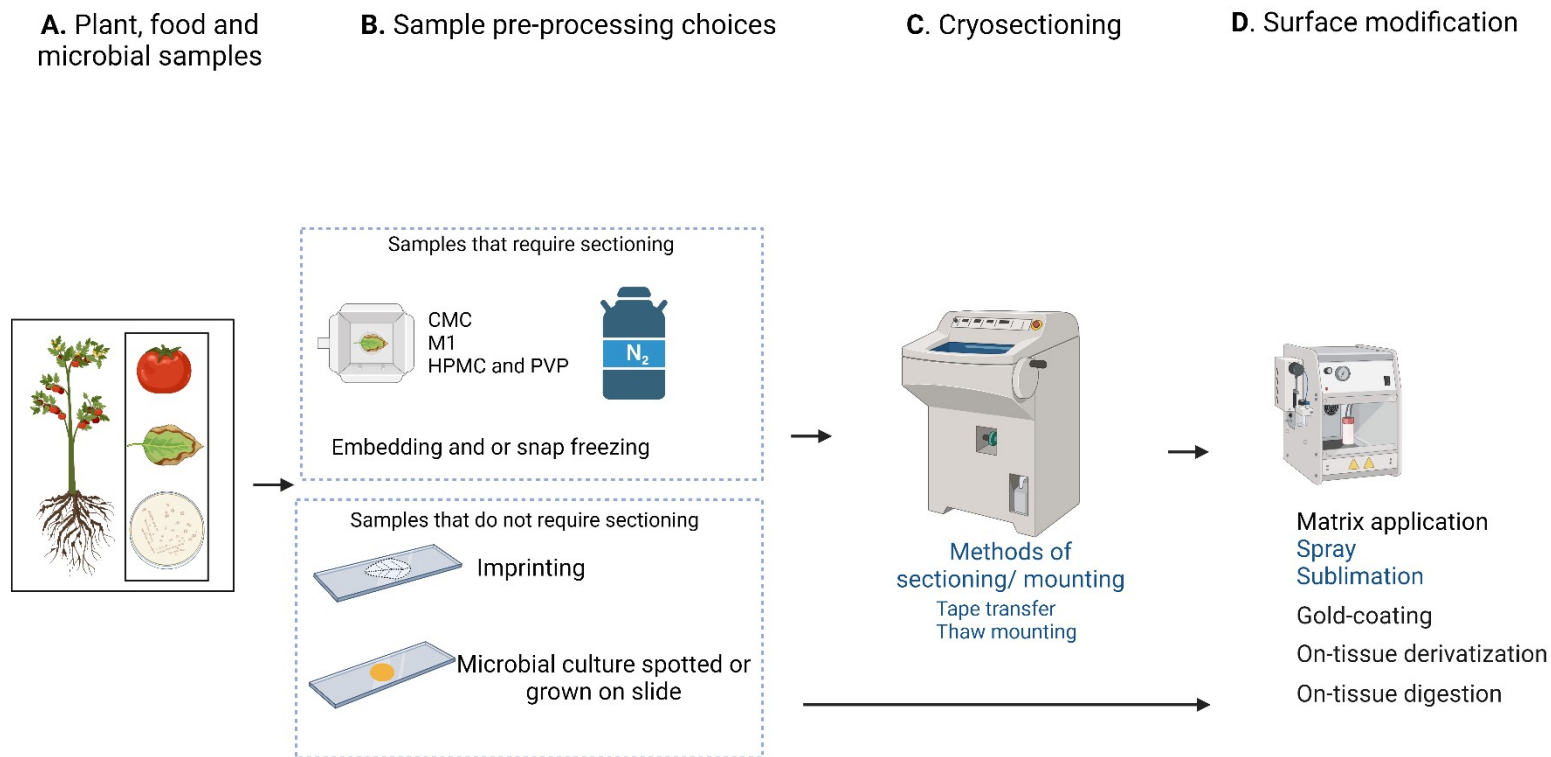 A. Plant, food and
microbial samples
B. Sample pre-processing choices
C. Cryosectioning
D. Surface modification
Samples that require sectioning
CMC
M1
HPMC and PVP
N2
Embedding and or snap freezing
Samples that do not require sectioning
Imprinting
Microbial culture spotted or
grown on slide
Methods of
sectioning/ mounting
Tape transfer
Thaw mounting
Matrix application
Spray
Sublimation
Gold-coating
On-tissue derivatization
On-tissue digestion